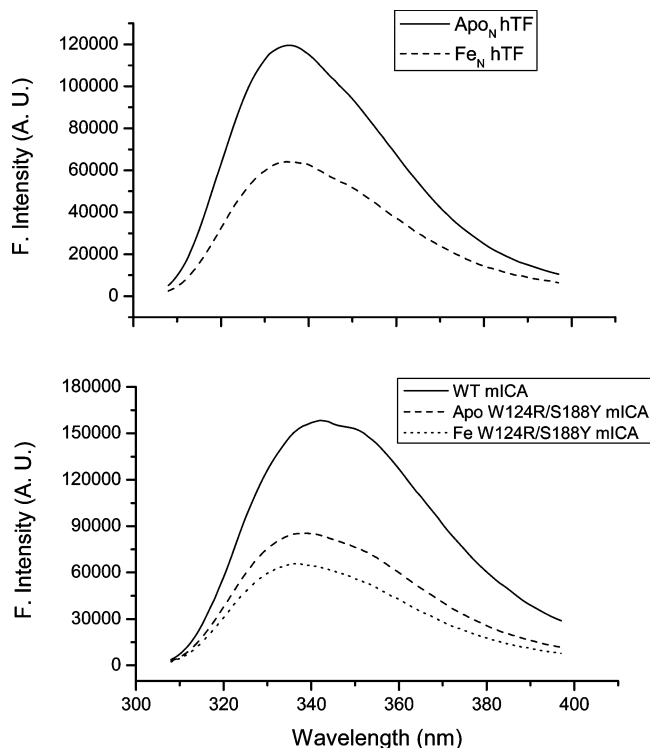 Apo_N hTF
Fe_N hTF
F. Intensity (A. U.)
120000
100000
80000
60000
40000
20000
0
WT mICA
Apo W124R/S188Y mICA
Fe W124R/S188Y mICA
F. Intensity (A. U.)
180000
150000
120000
90000
60000
30000
0
300 320 340 360 380 400
Wavelength (nm)